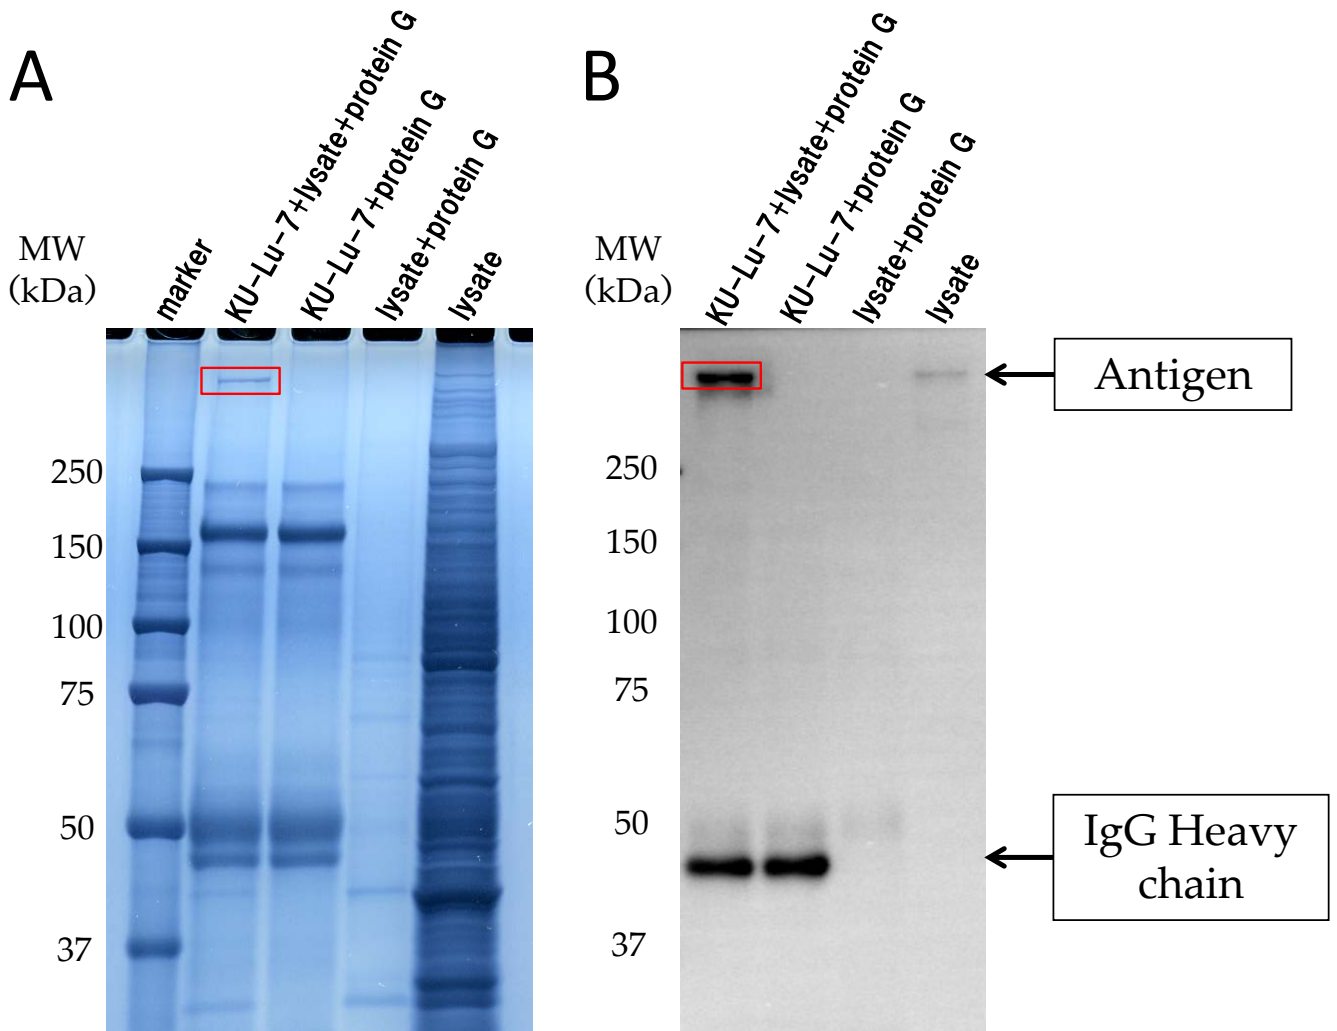 A
MW
(kDa)
marker
KU-Lu-7+lysate+protein G
KU-Lu-7+protein G
lysate+protein G
lysate
250
150
100
75
50
37
B
MW
(kDa)
KU-Lu-7+lysate+protein G
KU-Lu-7+protein G
lysate+protein G
lysate
250
150
100
75
50
37
Antigen
IgG Heavy
chain